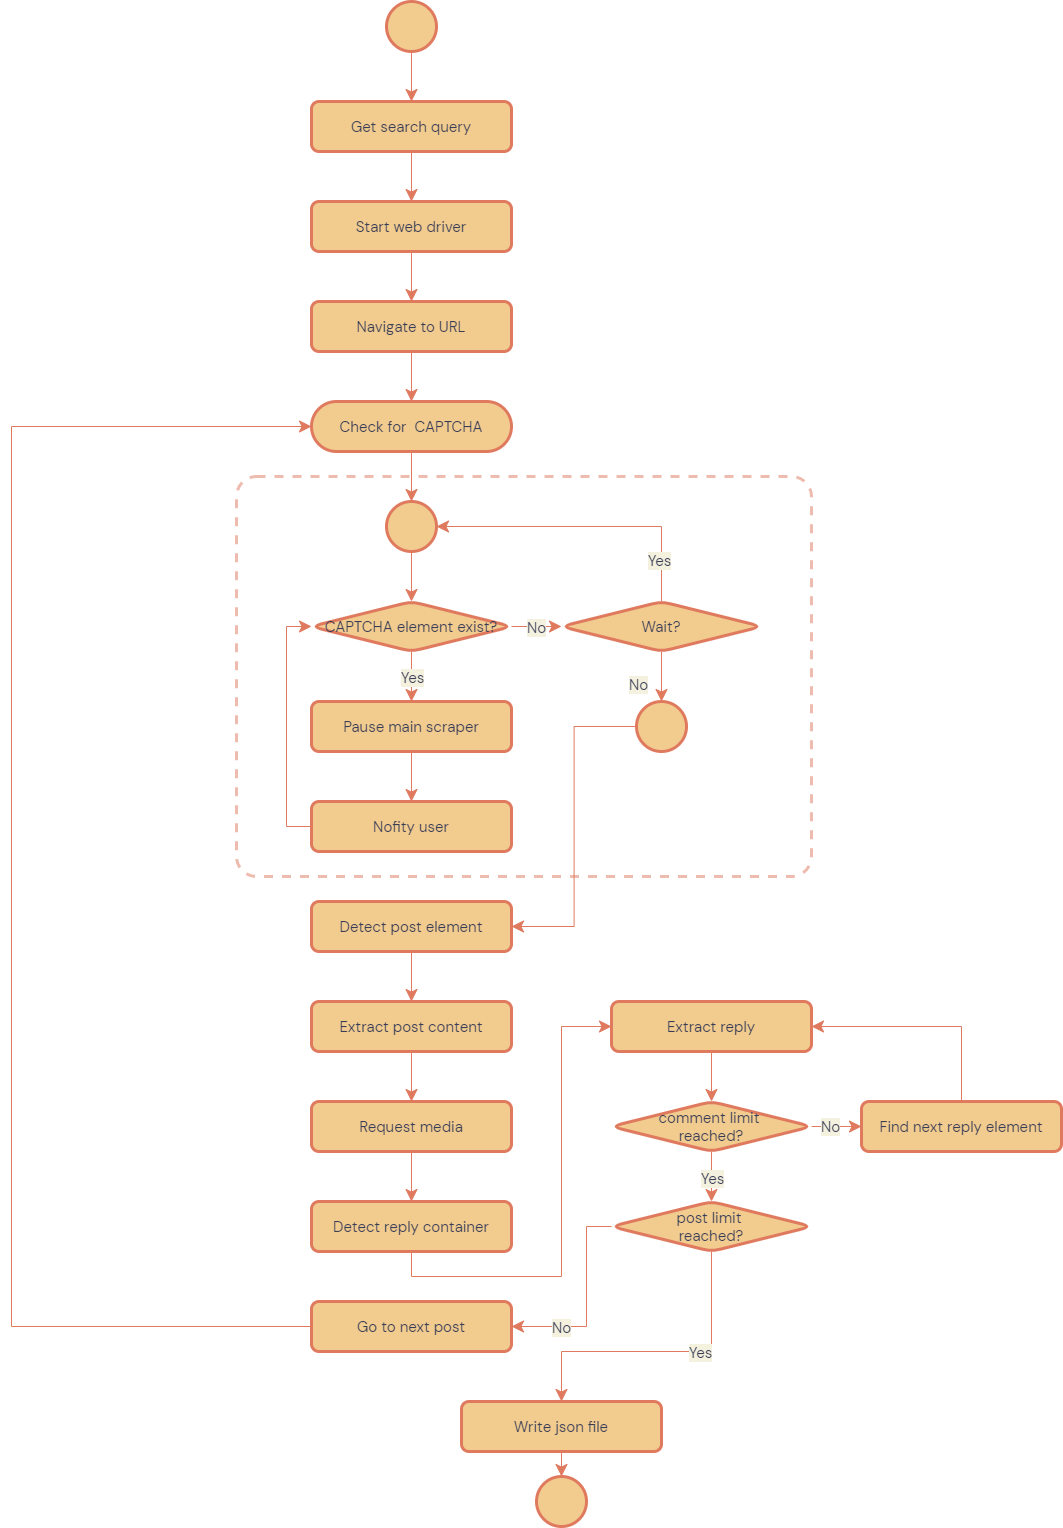 Get search query
Start web driver
Navigate to URL
Check for CAPTCHA
Yes
CAPTCHA element exist?
No
Wait?
Yes
No
Pause main scraper
Nofity user
Detect post element
Extract post content
Extract reply
Request media
comment limit
reached?
No
Find next reply element
Yes
Detect reply container
post limit
reached?
Go to next post
No
Yes
Write json file